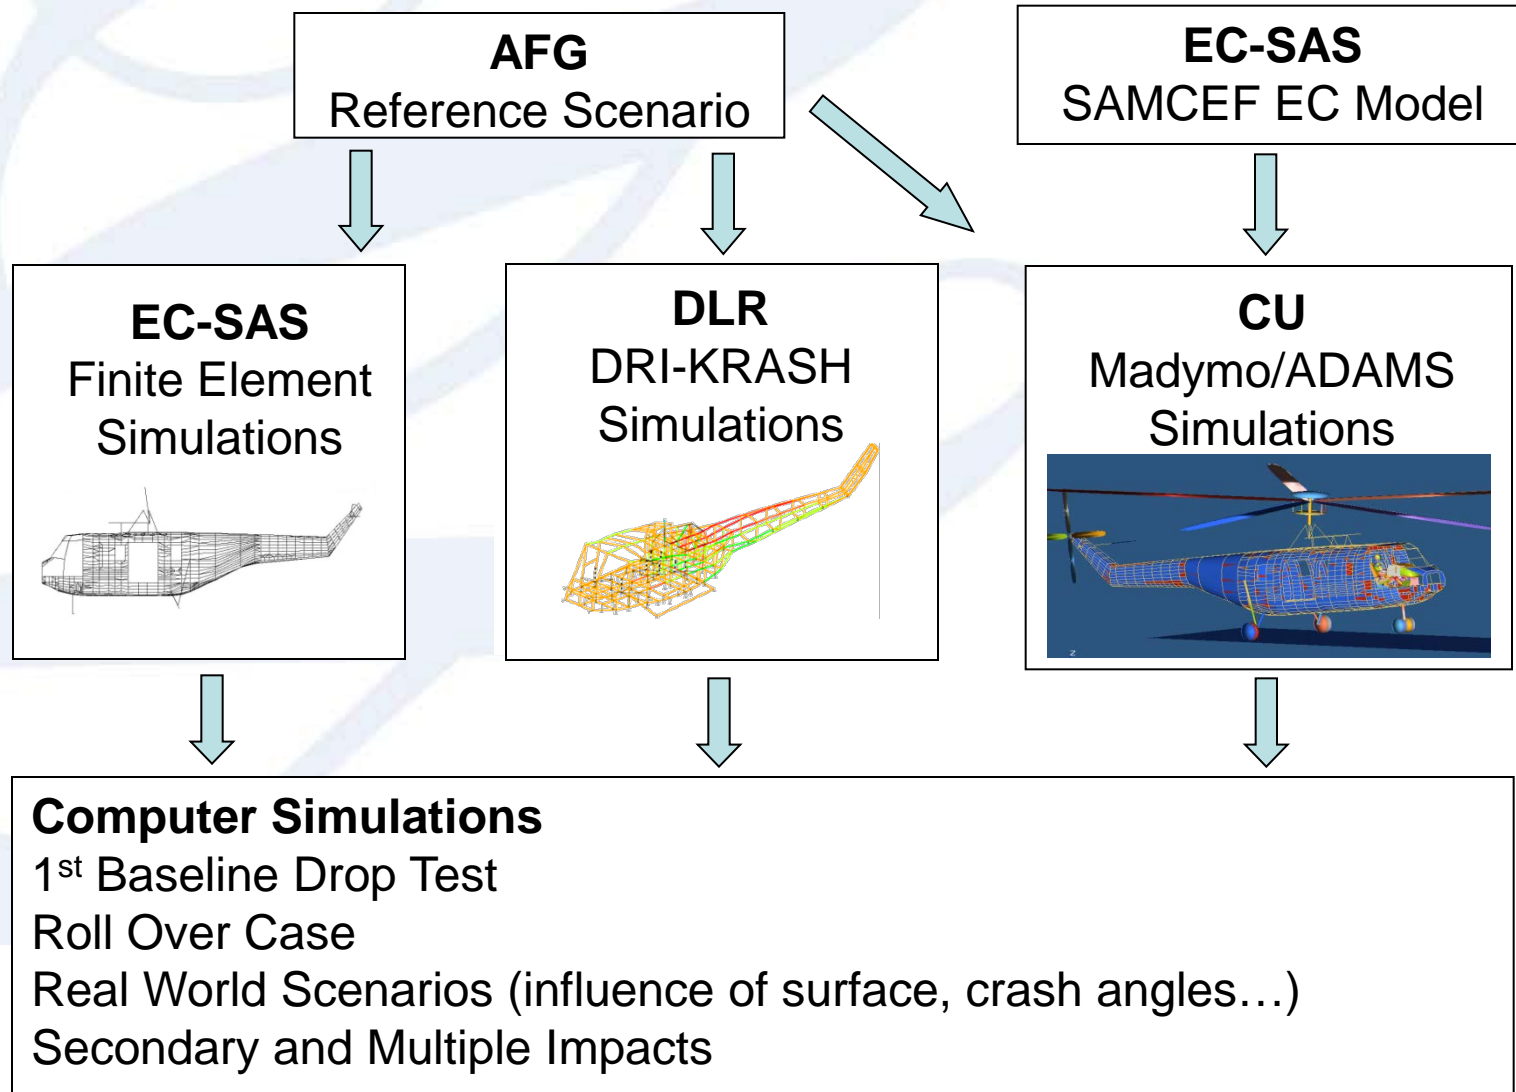 AFG
Reference Scenario
EC-SAS
SAMCEF EC Model
EC-SAS
Finite Element
Simulations
DLR
DRI-KRASH
Simulations
CU
Madymo/ADAMS
Simulations
z
Computer Simulations
1st Baseline Drop Test
Roll Over Case
Real World Scenarios (influence of surface, crash angles…)
Secondary and Multiple Impacts